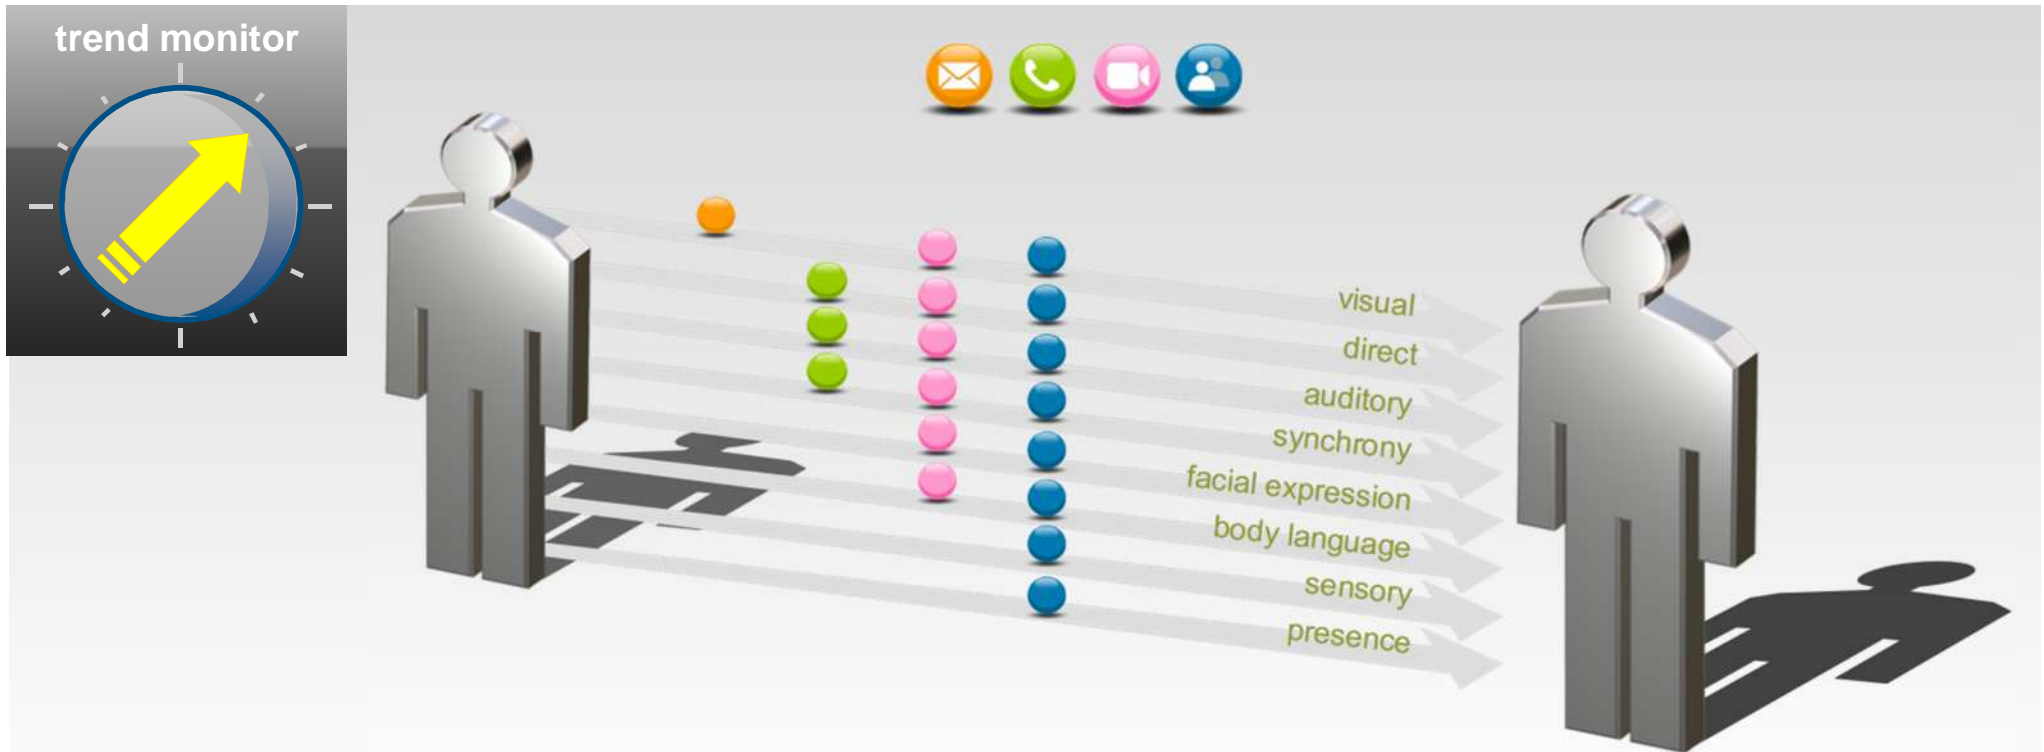 trend monitor
visual
direct
auditory
synchrony
facial expression
body language
sensory
presence